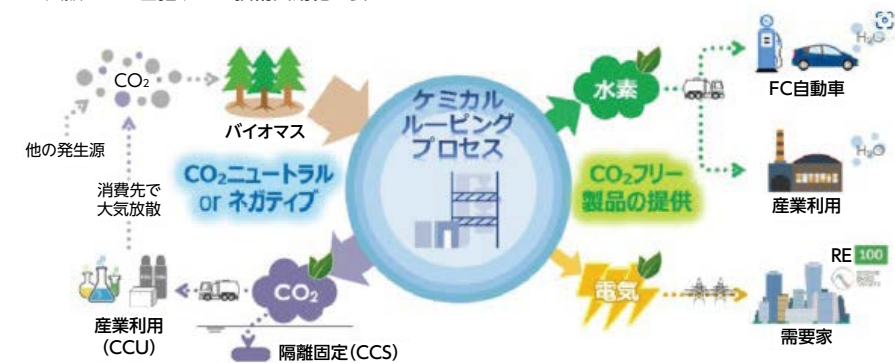 CO₂
他の発生源
バイオマス
消費先で
大気放散
CO₂ニュートラル
or ネガティブ
ケミカル
ルーピング
プロセス
水素
H₂O
FC自動車
CO₂フリー
製品の提供
H₂O
産業利用
CO₂
産業利用
(CCU)
隔離固定(CCS)
電気
RE 100
需要家